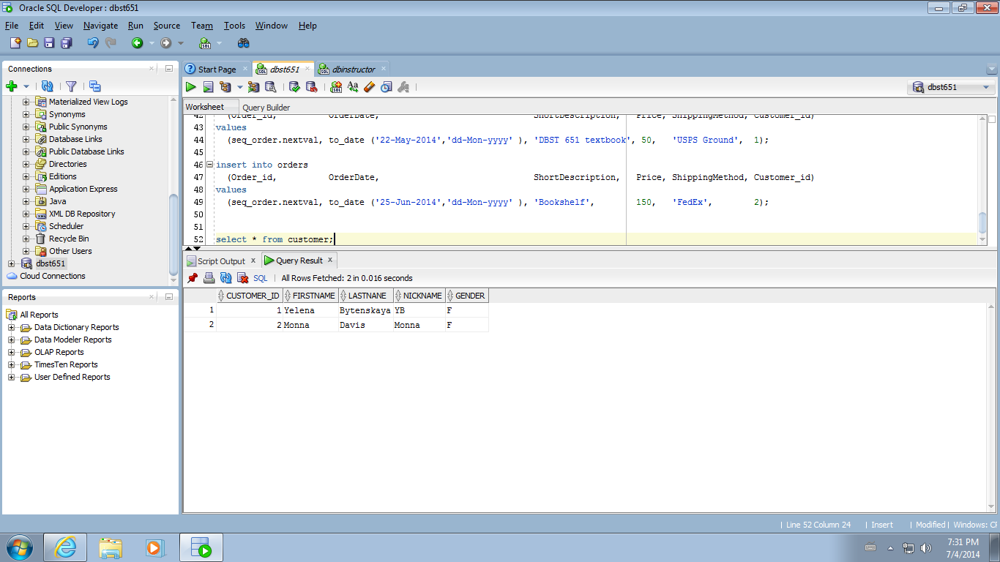 Oracle SQL Developer : dbst651
File Edit View Navigate Run Source Team Tools Window Help
Connections
Materialized View Logs
Synonyms
Public Synonyms
Database Links
Public Database Links
Directories
Editions
Application Express
Java
XML DB Repository
Scheduler
Recycle Bin
Other Users
dbst651
Cloud Connections
Reports
All Reports
Data Dictionary Reports
Data Modeler Reports
OLAP Reports
TimesTen Reports
User Defined Reports
Start Page dbst651 dbinstructor
dbst651
Worksheet Query Builder
42 (Order_id, OrderDate, ShortDescription, Price, ShippingMethod, Customer_id)
43 values
44 (seq_order.nextval, to_date ('22-May-2014','dd-Mon-yyyy' ), 'DBST 651 textbook', 50, 'USPS Ground', 1);
45
46 insert into orders
47 (Order_id, OrderDate, ShortDescription, Price, ShippingMethod, Customer_id)
48 values
49 (seq_order.nextval, to_date ('25-Jun-2014','dd-Mon-yyyy' ), 'Bookshelf', 150, 'FedEx', 2);
50
51
52 select * from customer;
Script Output x Query Result x
SQL | All Rows Fetched: 2 in 0.016 seconds
CUSTOMER_ID FIRSTNAME LASTNANE NICKNAME GENDER
1 1 Yelena Bytenskaya YB F
2 2 Monna Davis Monna F
| Line 52 Column 24 | Insert | Modified | Windows: CF
7:31 PM
7/4/2014